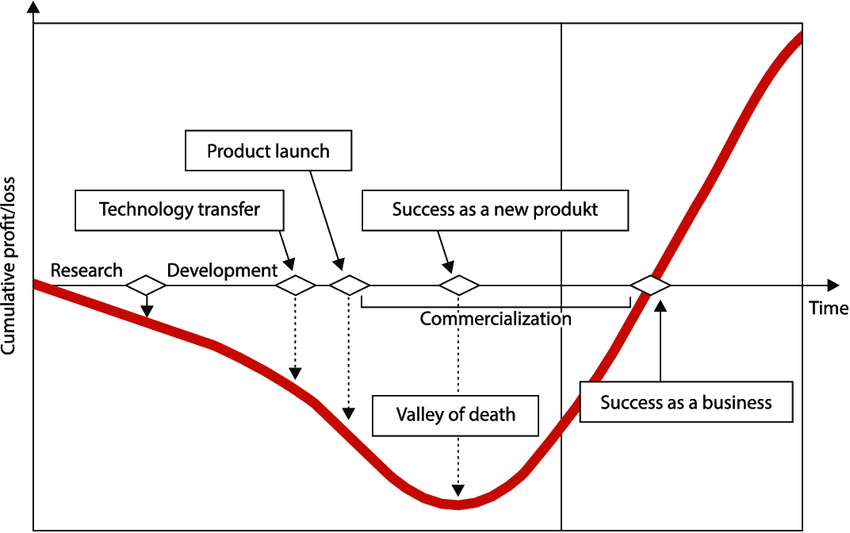 Cumulative profit/loss
Product launch
Technology transfer
Success as a new produkt
Research
Development
Commercialization
Time
Valley of death
Success as a business